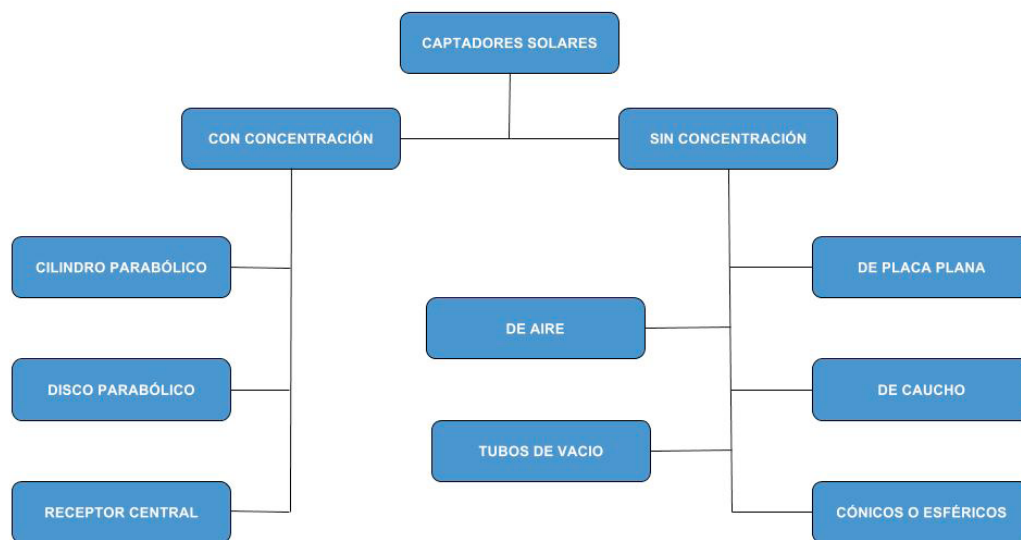 CAPTADORES SOLARES
CON CONCENTRACIÓN
SIN CONCENTRACIÓN
CILINDRO PARABÓLICO
DE PLACA PLANA
DE AIRE
DISCO PARABÓLICO
DE CAUCHO
TUBOS DE VACIO
RECEPTOR CENTRAL
CÓNICOS O ESFÉRICOS